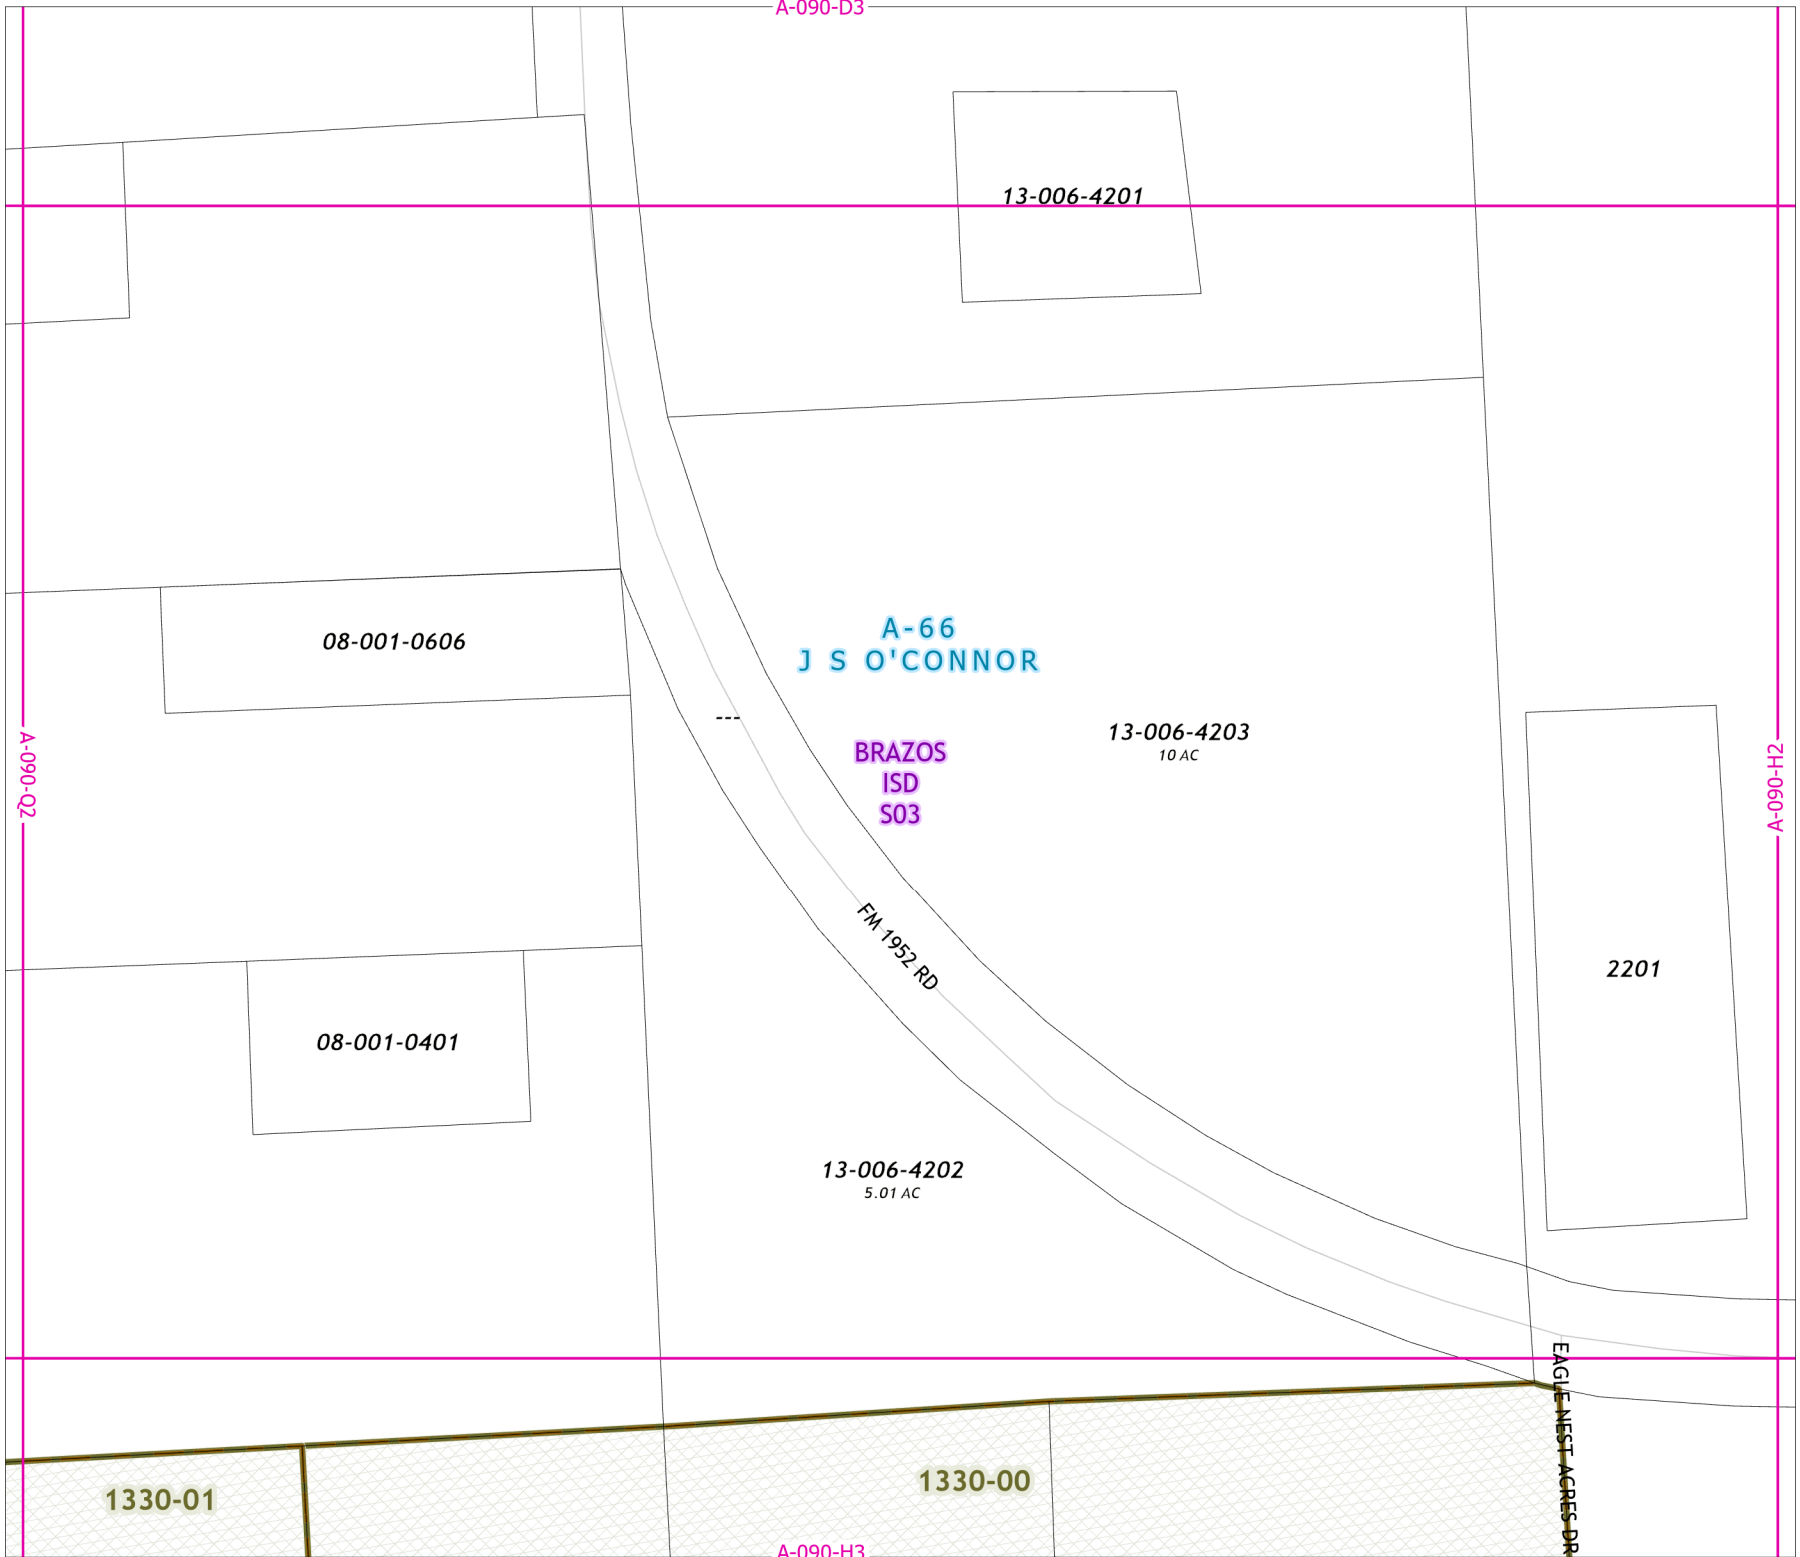 A-090-D3
13-006-4201
08-001-0606
A-66
J S O'CONNOR
---
13-006-4203
10 AC
BRAZOS
ISD
S03
A-090-Q2
A-090-H2
FM 1952 RD
2201
08-001-0401
13-006-4202
5.01 AC
EAGLE NEST ACRES DR
1330-01
1330-00
A-090-H3